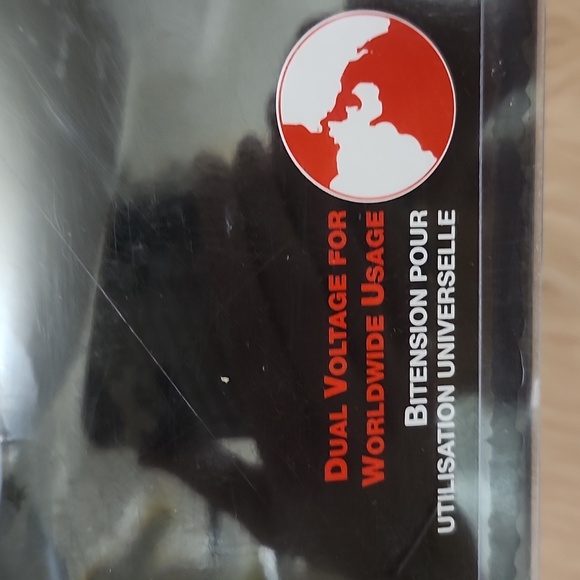 DUAL VOLTAGE FOR
WORLDWIDE USAGE
BITENSION POUR
UTILISATION UNIVERSELLE